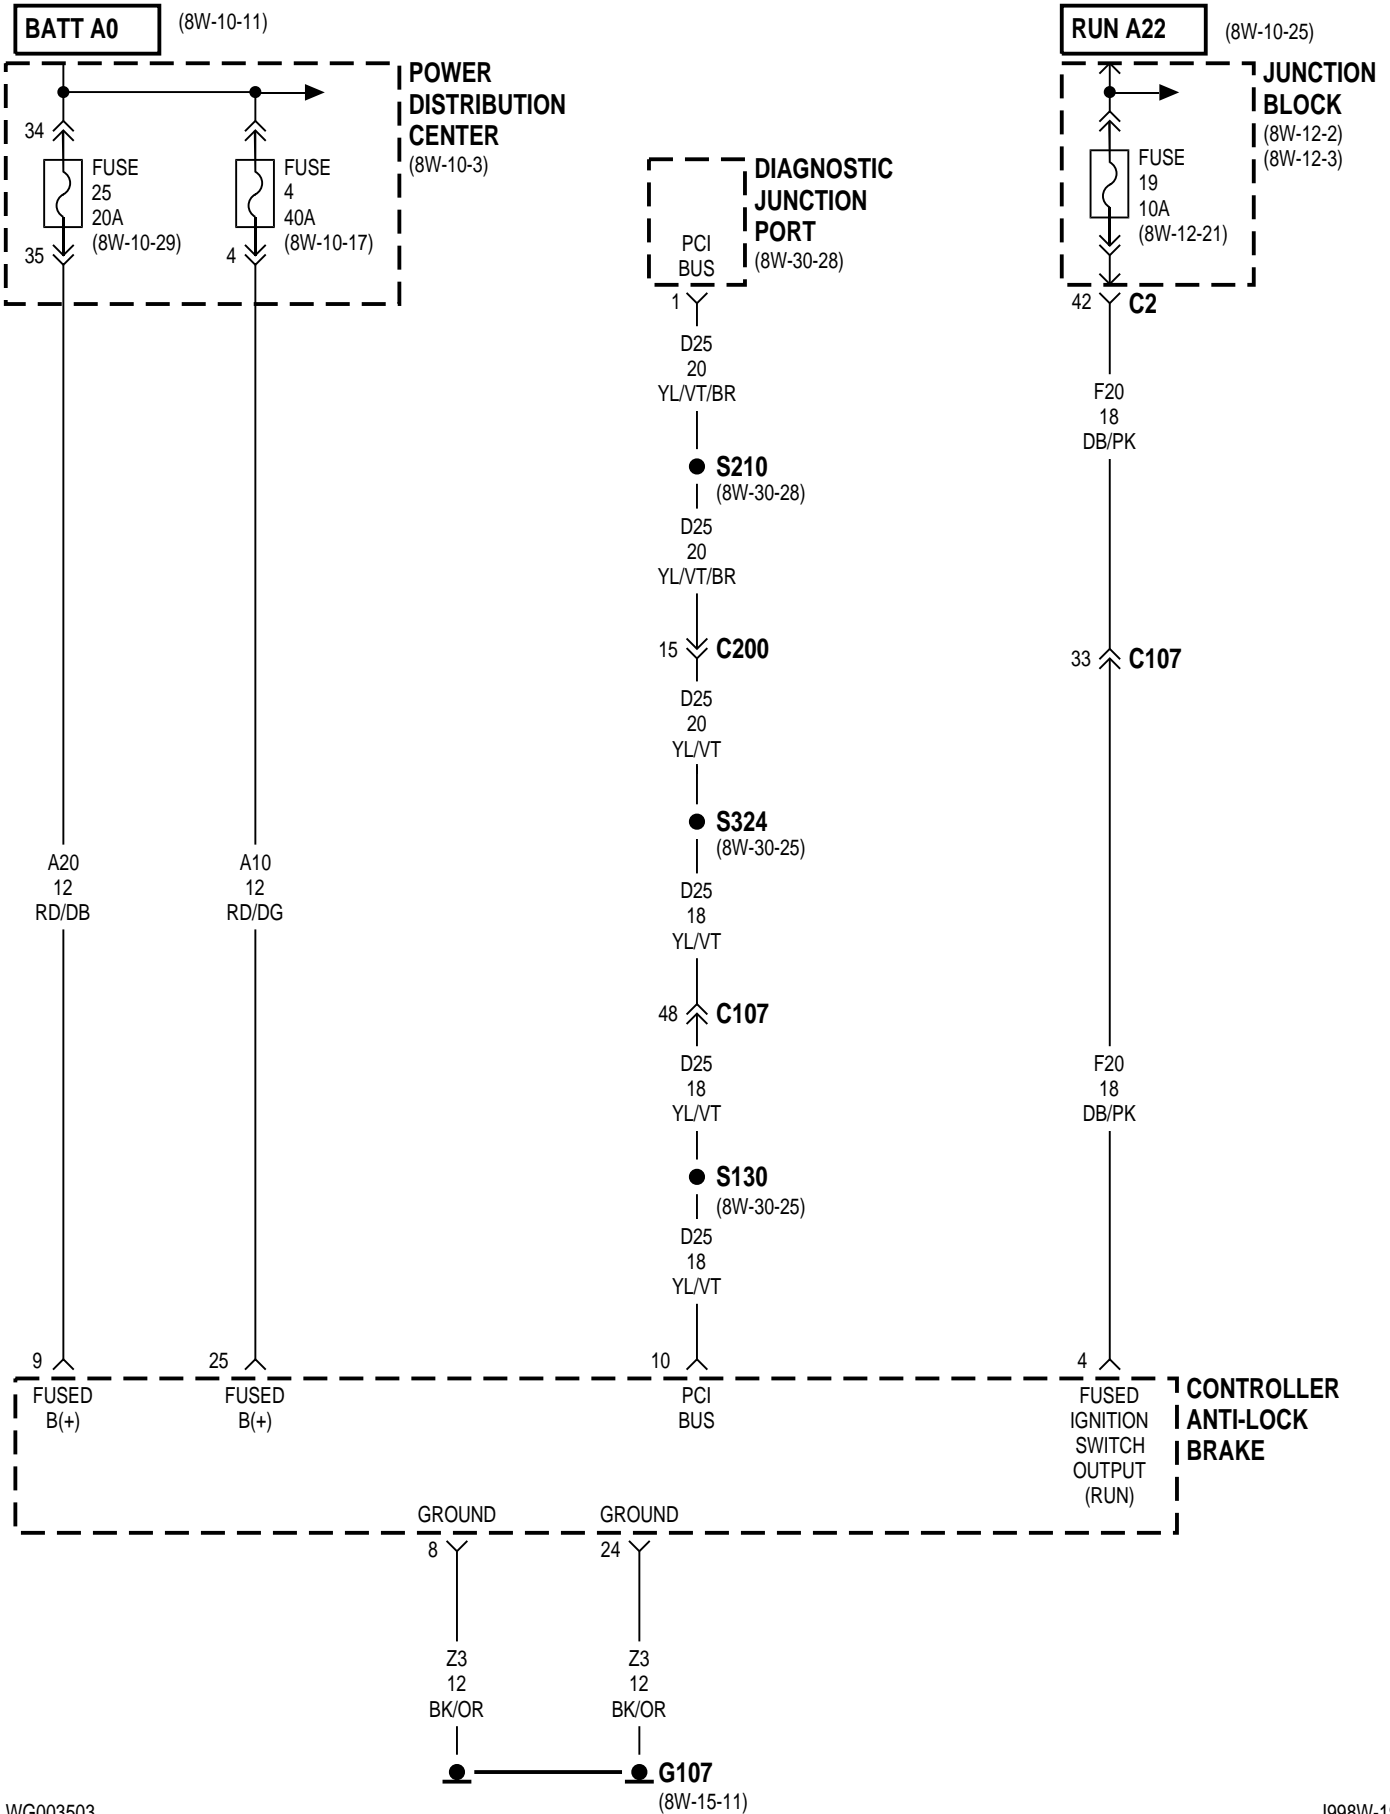 BATT A0
(8W-10-11)
RUN A22
(8W-10-25)
POWER
DISTRIBUTION
CENTER
(8W-10-3)
34
FUSE
25
20A
(8W-10-29)
35
FUSE
4
40A
(8W-10-17)
4
DIAGNOSTIC
JUNCTION
PORT
(8W-30-28)
PCI
BUS
1
JUNCTION
BLOCK
(8W-12-2)
(8W-12-3)
FUSE
19
10A
(8W-12-21)
42
C2
D25
20
YL/VT/BR
S210
(8W-30-28)
D25
20
YL/VT/BR
15
C200
D25
20
YL/VT
S324
(8W-30-25)
D25
18
YL/VT
48
C107
D25
18
YL/VT
S130
(8W-30-25)
D25
18
YL/VT
F20
18
DB/PK
33
C107
F20
18
DB/PK
A20
12
RD/DB
A10
12
RD/DG
9
25
10
4
FUSED
B(+)
FUSED
B(+)
PCI
BUS
FUSED
IGNITION
SWITCH
OUTPUT
(RUN)
CONTROLLER
ANTI-LOCK
BRAKE
GROUND
GROUND
8
24
Z3
12
BK/OR
Z3
12
BK/OR
G107
(8W-15-11)
WG003503